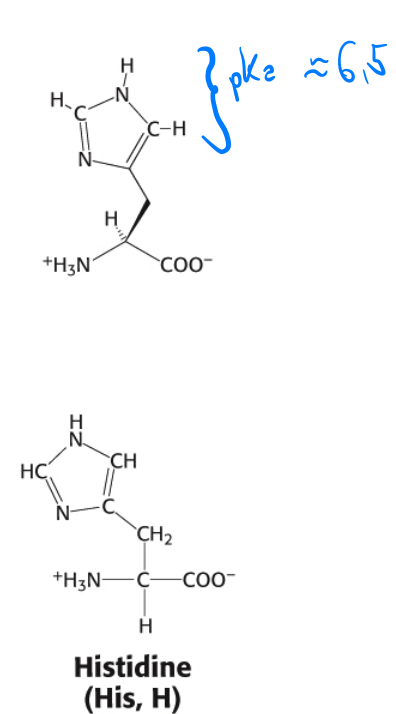 H
N
H
C
C-H
N
} pKa ≈ 6,5
H
⁺H₃N
COO⁻
H
N
HC
CH
N
C
CH₂
⁺H₃N—C—COO⁻
H
Histidine
(His, H)